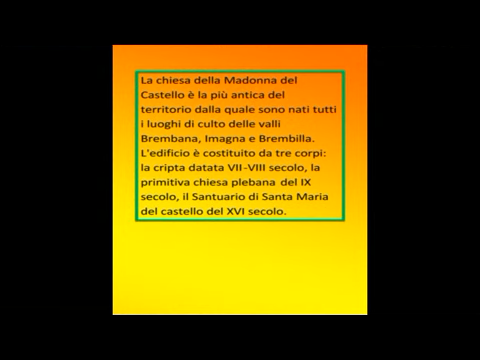 La chiesa della Madonna del
Castello è la più antica del
territorio dalla quale sono nati tutti
i luoghi di culto delle valli
Brembana, Imagna e Brembilla.
L'edificio è costituito da tre corpi:
la cripta datata VII-VIII secolo, la
primitiva chiesa plebana del IX
secolo, il Santuario di Santa Maria
del castello del XVI secolo.